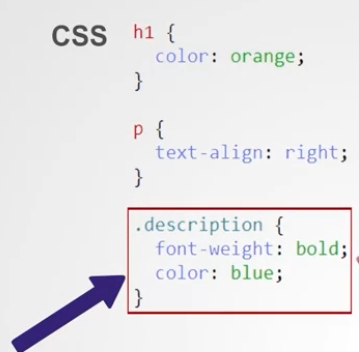 CSS
h1 {
color: orange;
}
p {
text-align: right;
}
.description {
font-weight: bold;
color: blue;
}